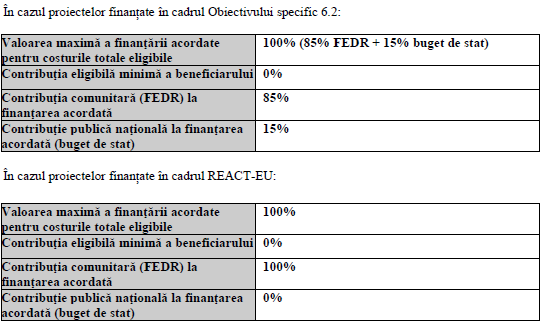 În cazul proiectelor finanțate în cadrul Obiectivului specific 6.2:
Valoarea maximă a finanțării acordate
pentru costurile totale eligibile
100% (85% FEDR + 15% buget de stat)
Contribuția eligibilă minimă a beneficiarului
0%
Contribuția comunitară (FEDR) la
finanțarea acordată
85%
Contribuție publică națională la finanțarea
acordată (buget de stat)
15%
În cazul proiectelor finanțate în cadrul REACT-EU:
Valoarea maximă a finanțării acordate
pentru costurile totale eligibile
100%
Contribuția eligibilă minimă a beneficiarului
0%
Contribuția comunitară (FEDR) la
finanțarea acordată
100%
Contribuție publică națională la finanțarea
acordată (buget de stat)
0%